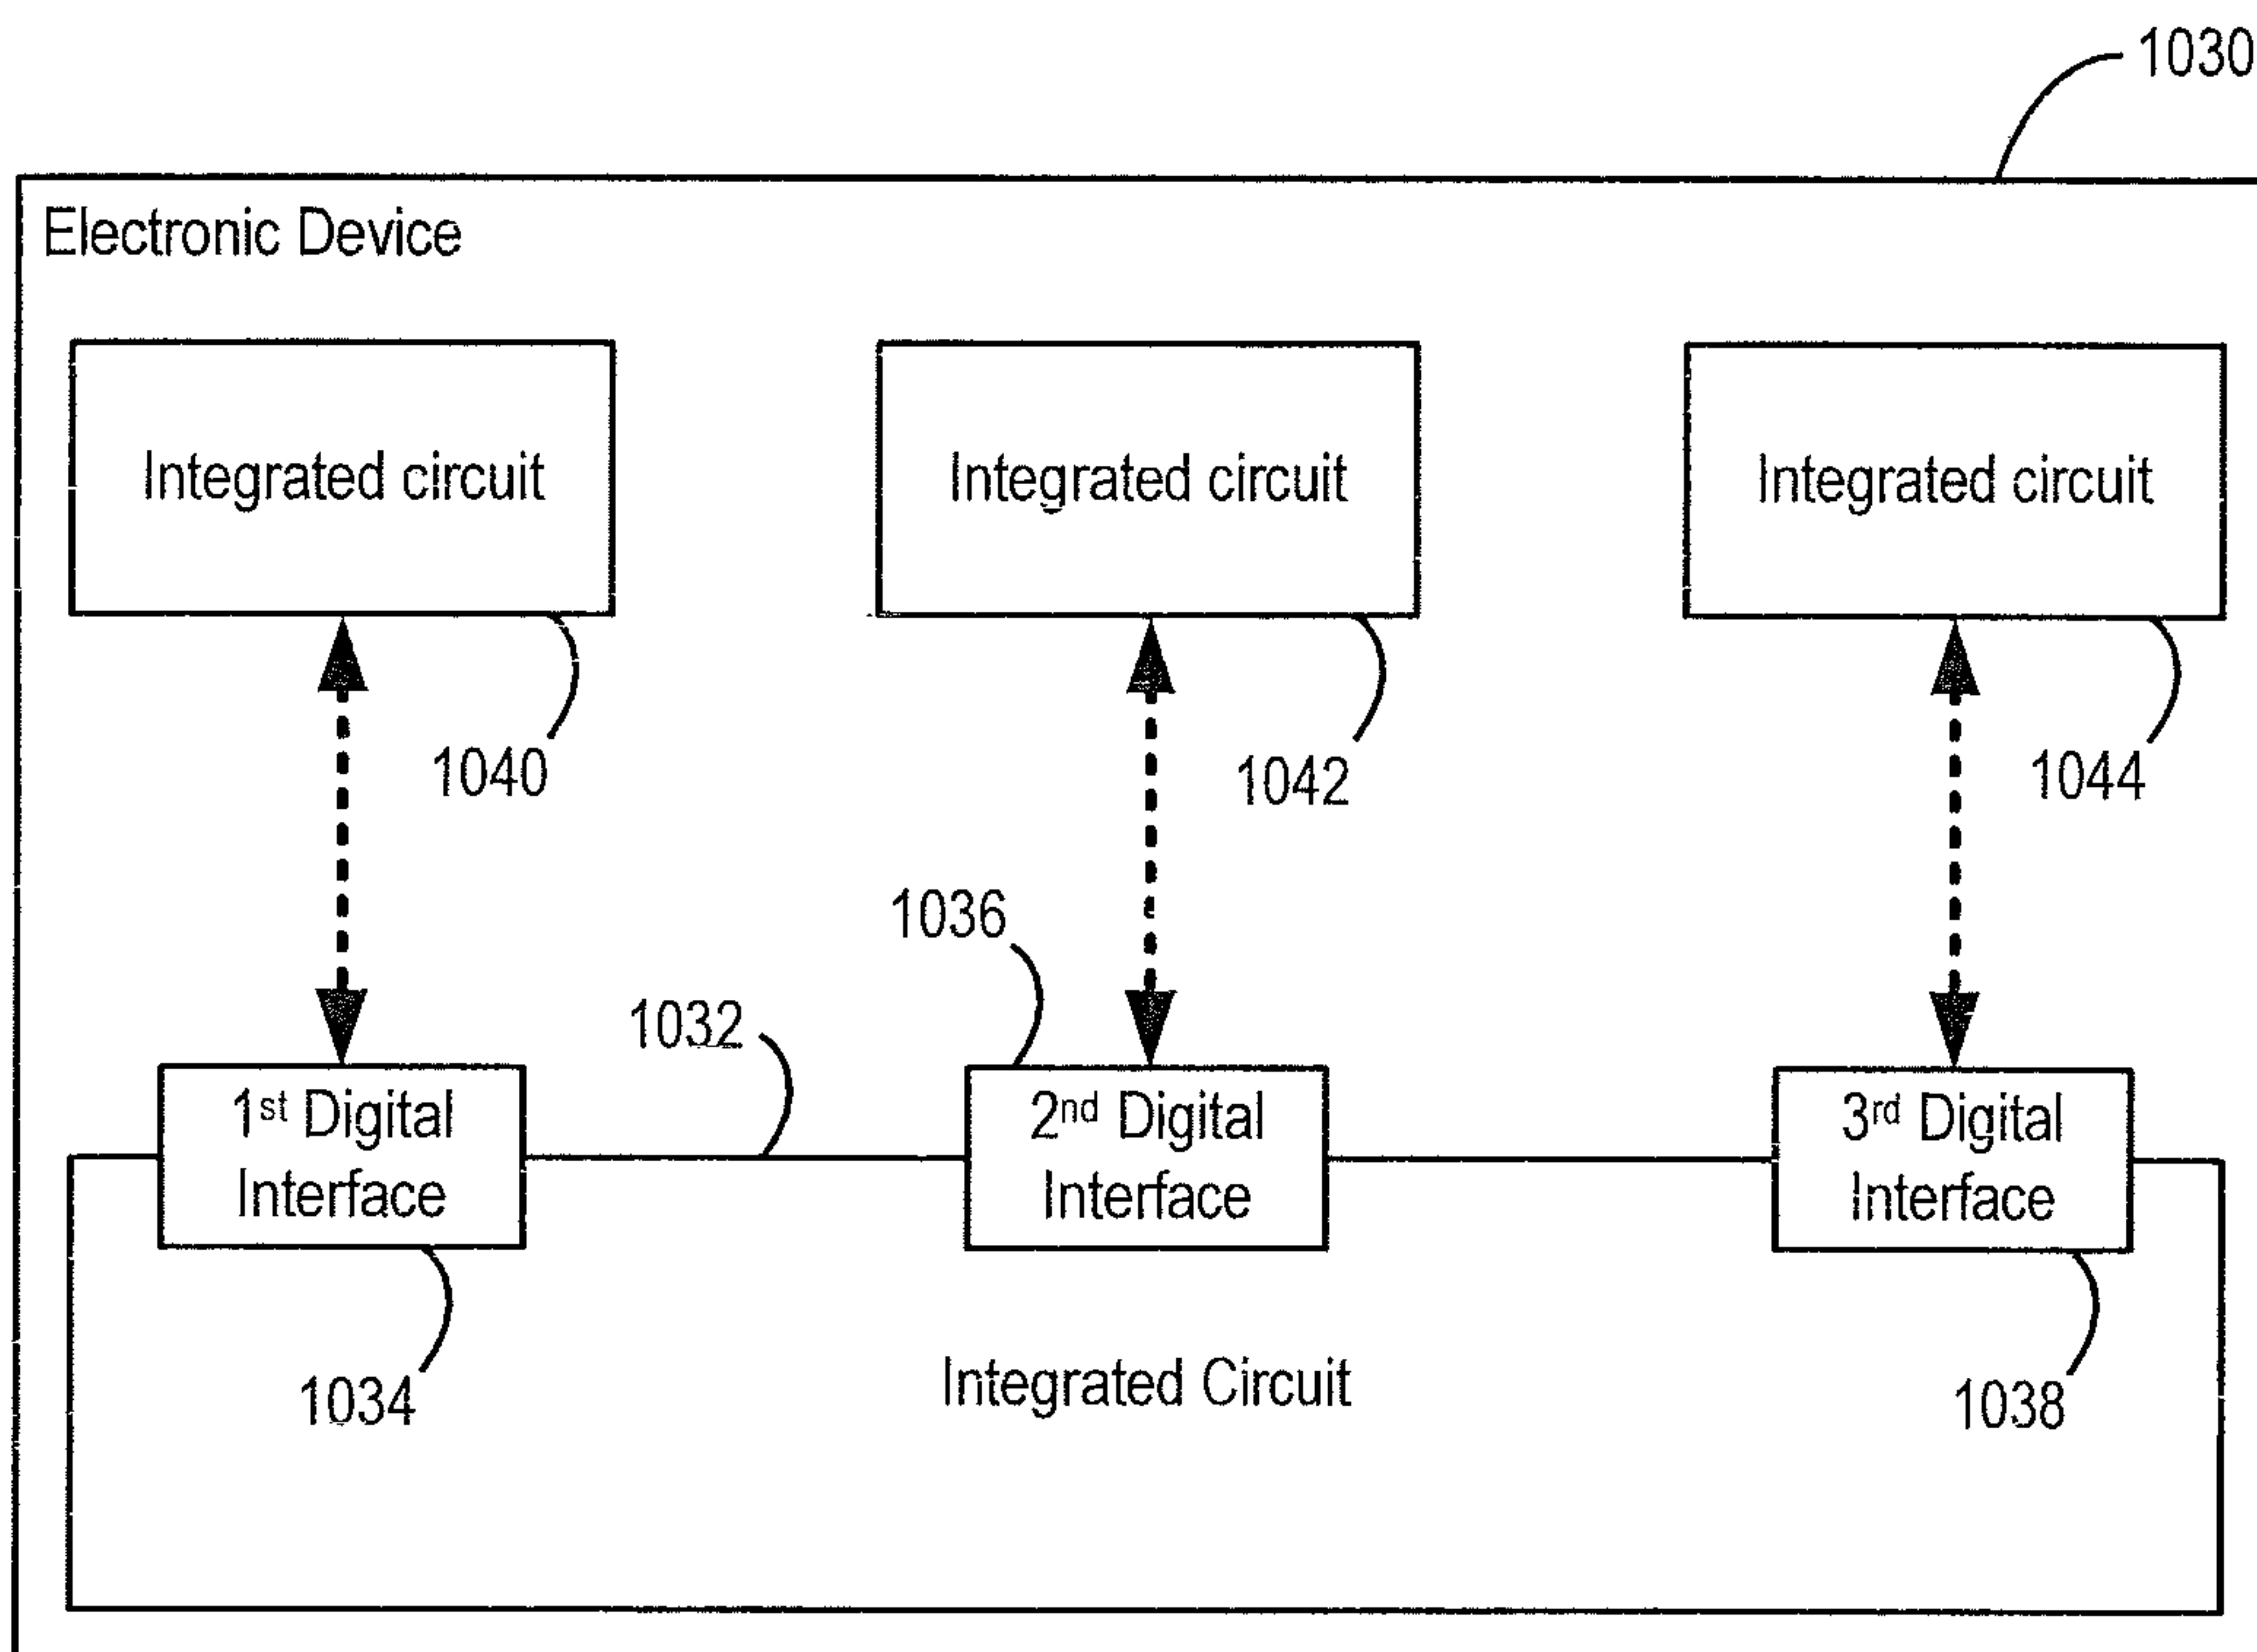 1030
Electronic Device
Integrated circuit
Integrated circuit
Integrated circuit
1040
1042
1044
1036
1032
1st Digital
Interface
2nd Digital
Interface
3rd Digital
Interface
1034
Integrated Circuit
1038